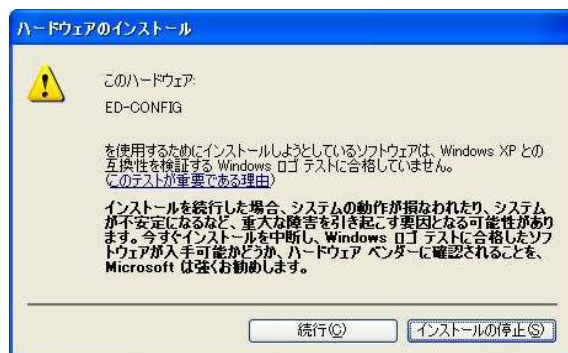 ハードウェアのインストール
このハードウェア:
ED-CONFIG
を使用するためにインストールしようとしているソフトウェアは、Windows XP との
互換性を検証する Windows ロゴ テストに合格していません。
(このテストが重要である理由)
インストールを続行した場合、システムの動作が損なわれたり、システム
が不安定になるなど、重大な障害を引き起こす要因となる可能性があり
ます。今すぐインストールを中断し、Windows ロゴ テストに合格したソフ
トウェアが入手可能かどうか、ハードウェア ベンダーに確認されることを、
Microsoft は強くお勧めします。
続行(C)
インストールの停止(S)